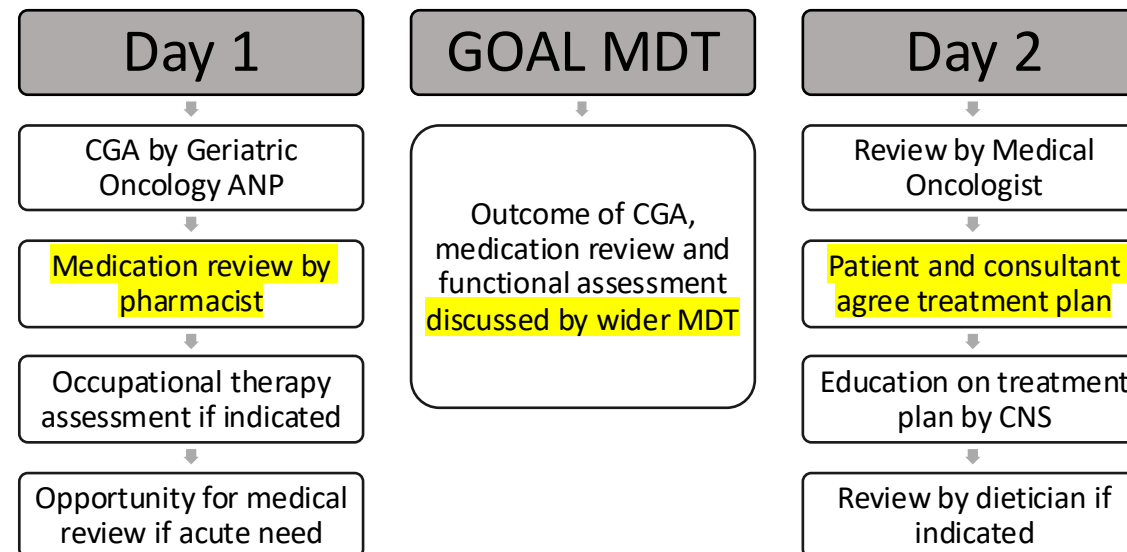 Day 1
CGA by Geriatric
Oncology ANP
Medication review by
pharmacist
Occupational therapy
assessment if indicated
Opportunity for medical
review if acute need
GOAL MDT
Outcome of CGA,
medication review and
functional assessment
discussed by wider MDT
Day 2
Review by Medical
Oncologist
Patient and consultant
agree treatment plan
Education on treatment
plan by CNS
Review by dietician if
indicated